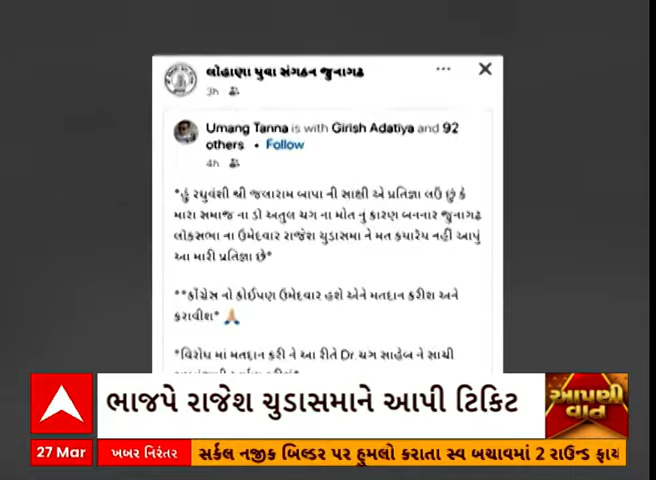 લોહાણા યુવા સંગઠન જુનાગઢ
3h
Umang Tanna is with Girish Adatiya and 92
others • Follow
4h
*હું રઘુવંશી શ્રી જલારામ બાપા ની સાક્ષી એ પ્રતિજ્ઞા લઉં છું કે
મારા સમાજ ના ડો અતુલ ચગ ના મોત નું કારણ બનનાર જુનાગઢ
લોકસભા ના ઉમેદવાર રાજેશ ચુડાસમા ને મત ક્યારેય નહીં આપું
આ મારી પ્રતિજ્ઞા છે*
**કોંગ્રેસ નો કોઈપણ ઉમેદવાર હશે એને મતદાન કરીશ અને
કરાવીશ* 🙏🏼
*વિરોધ માં મતદાન કરી ને આ રીતે Dr ચગ સાહેબ ને સાચી
ભાજપે રાજેશ ચુડાસમાને આપી ટિકિટ
આપણી
વાત
27 Mar
ખબર નિરંતર
સર્કલ નજીક બિલ્ડર પર હુમલો કરાતા સ્વ બચાવમાં 2 રાઉન્ડ ફાય